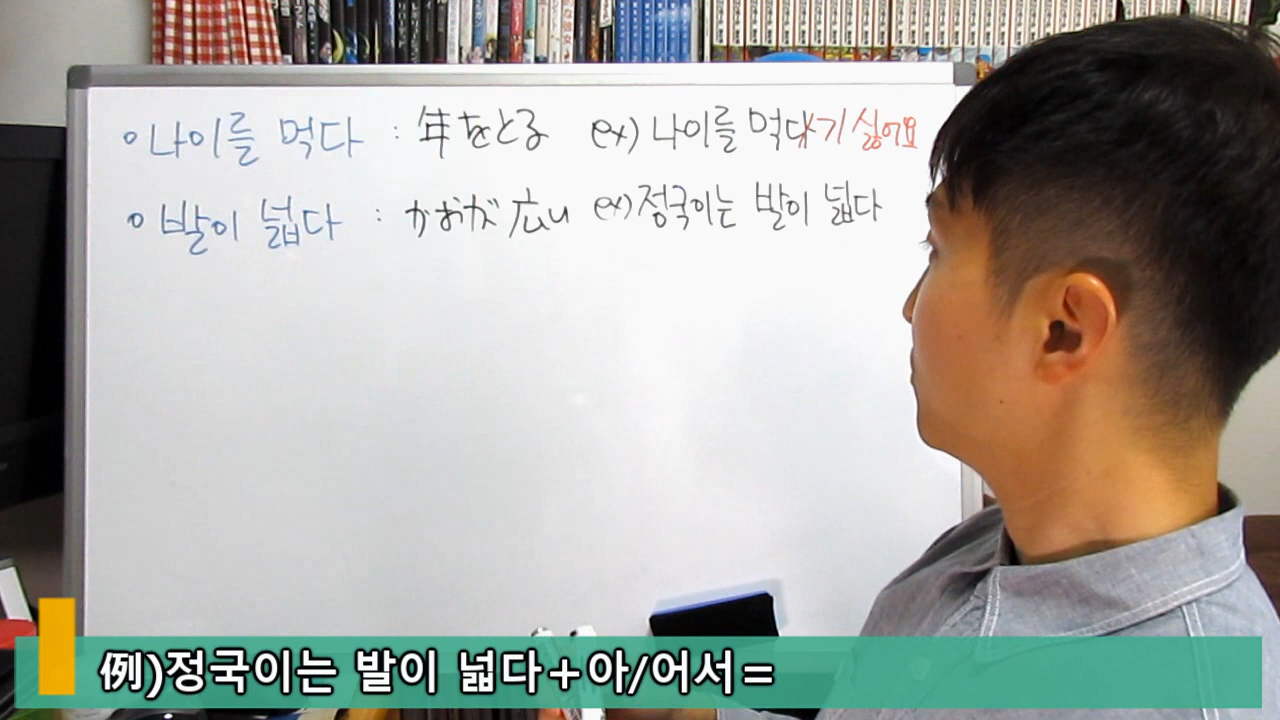 나이를 먹다 : 年をとる ex) 나이를 먹다기 싫어요
발이 넓다 : かおが広い ex) 정국이는 발이 넓다
例)정국이는 발이 넓다+아/어서=